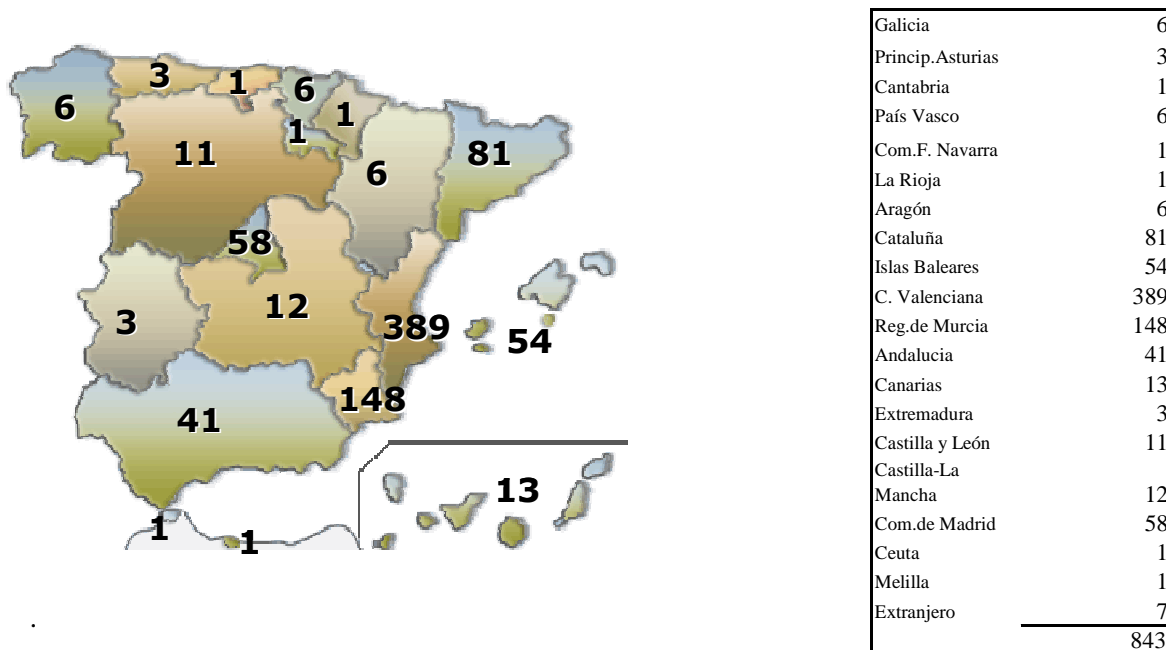 3
1
6
6
1
1
11
6
81
58
12
3
389
54
148
41
13
1
1
.
Galicia 6
Princip.Asturias 3
Cantabria 1
País Vasco 6
Com.F. Navarra 1
La Rioja 1
Aragón 6
Cataluña 81
Islas Baleares 54
C. Valenciana 389
Reg.de Murcia 148
Andalucia 41
Canarias 13
Extremadura 3
Castilla y León 11
Castilla-La
Mancha 12
Com.de Madrid 58
Ceuta 1
Melilla 1
Extranjero 7
843